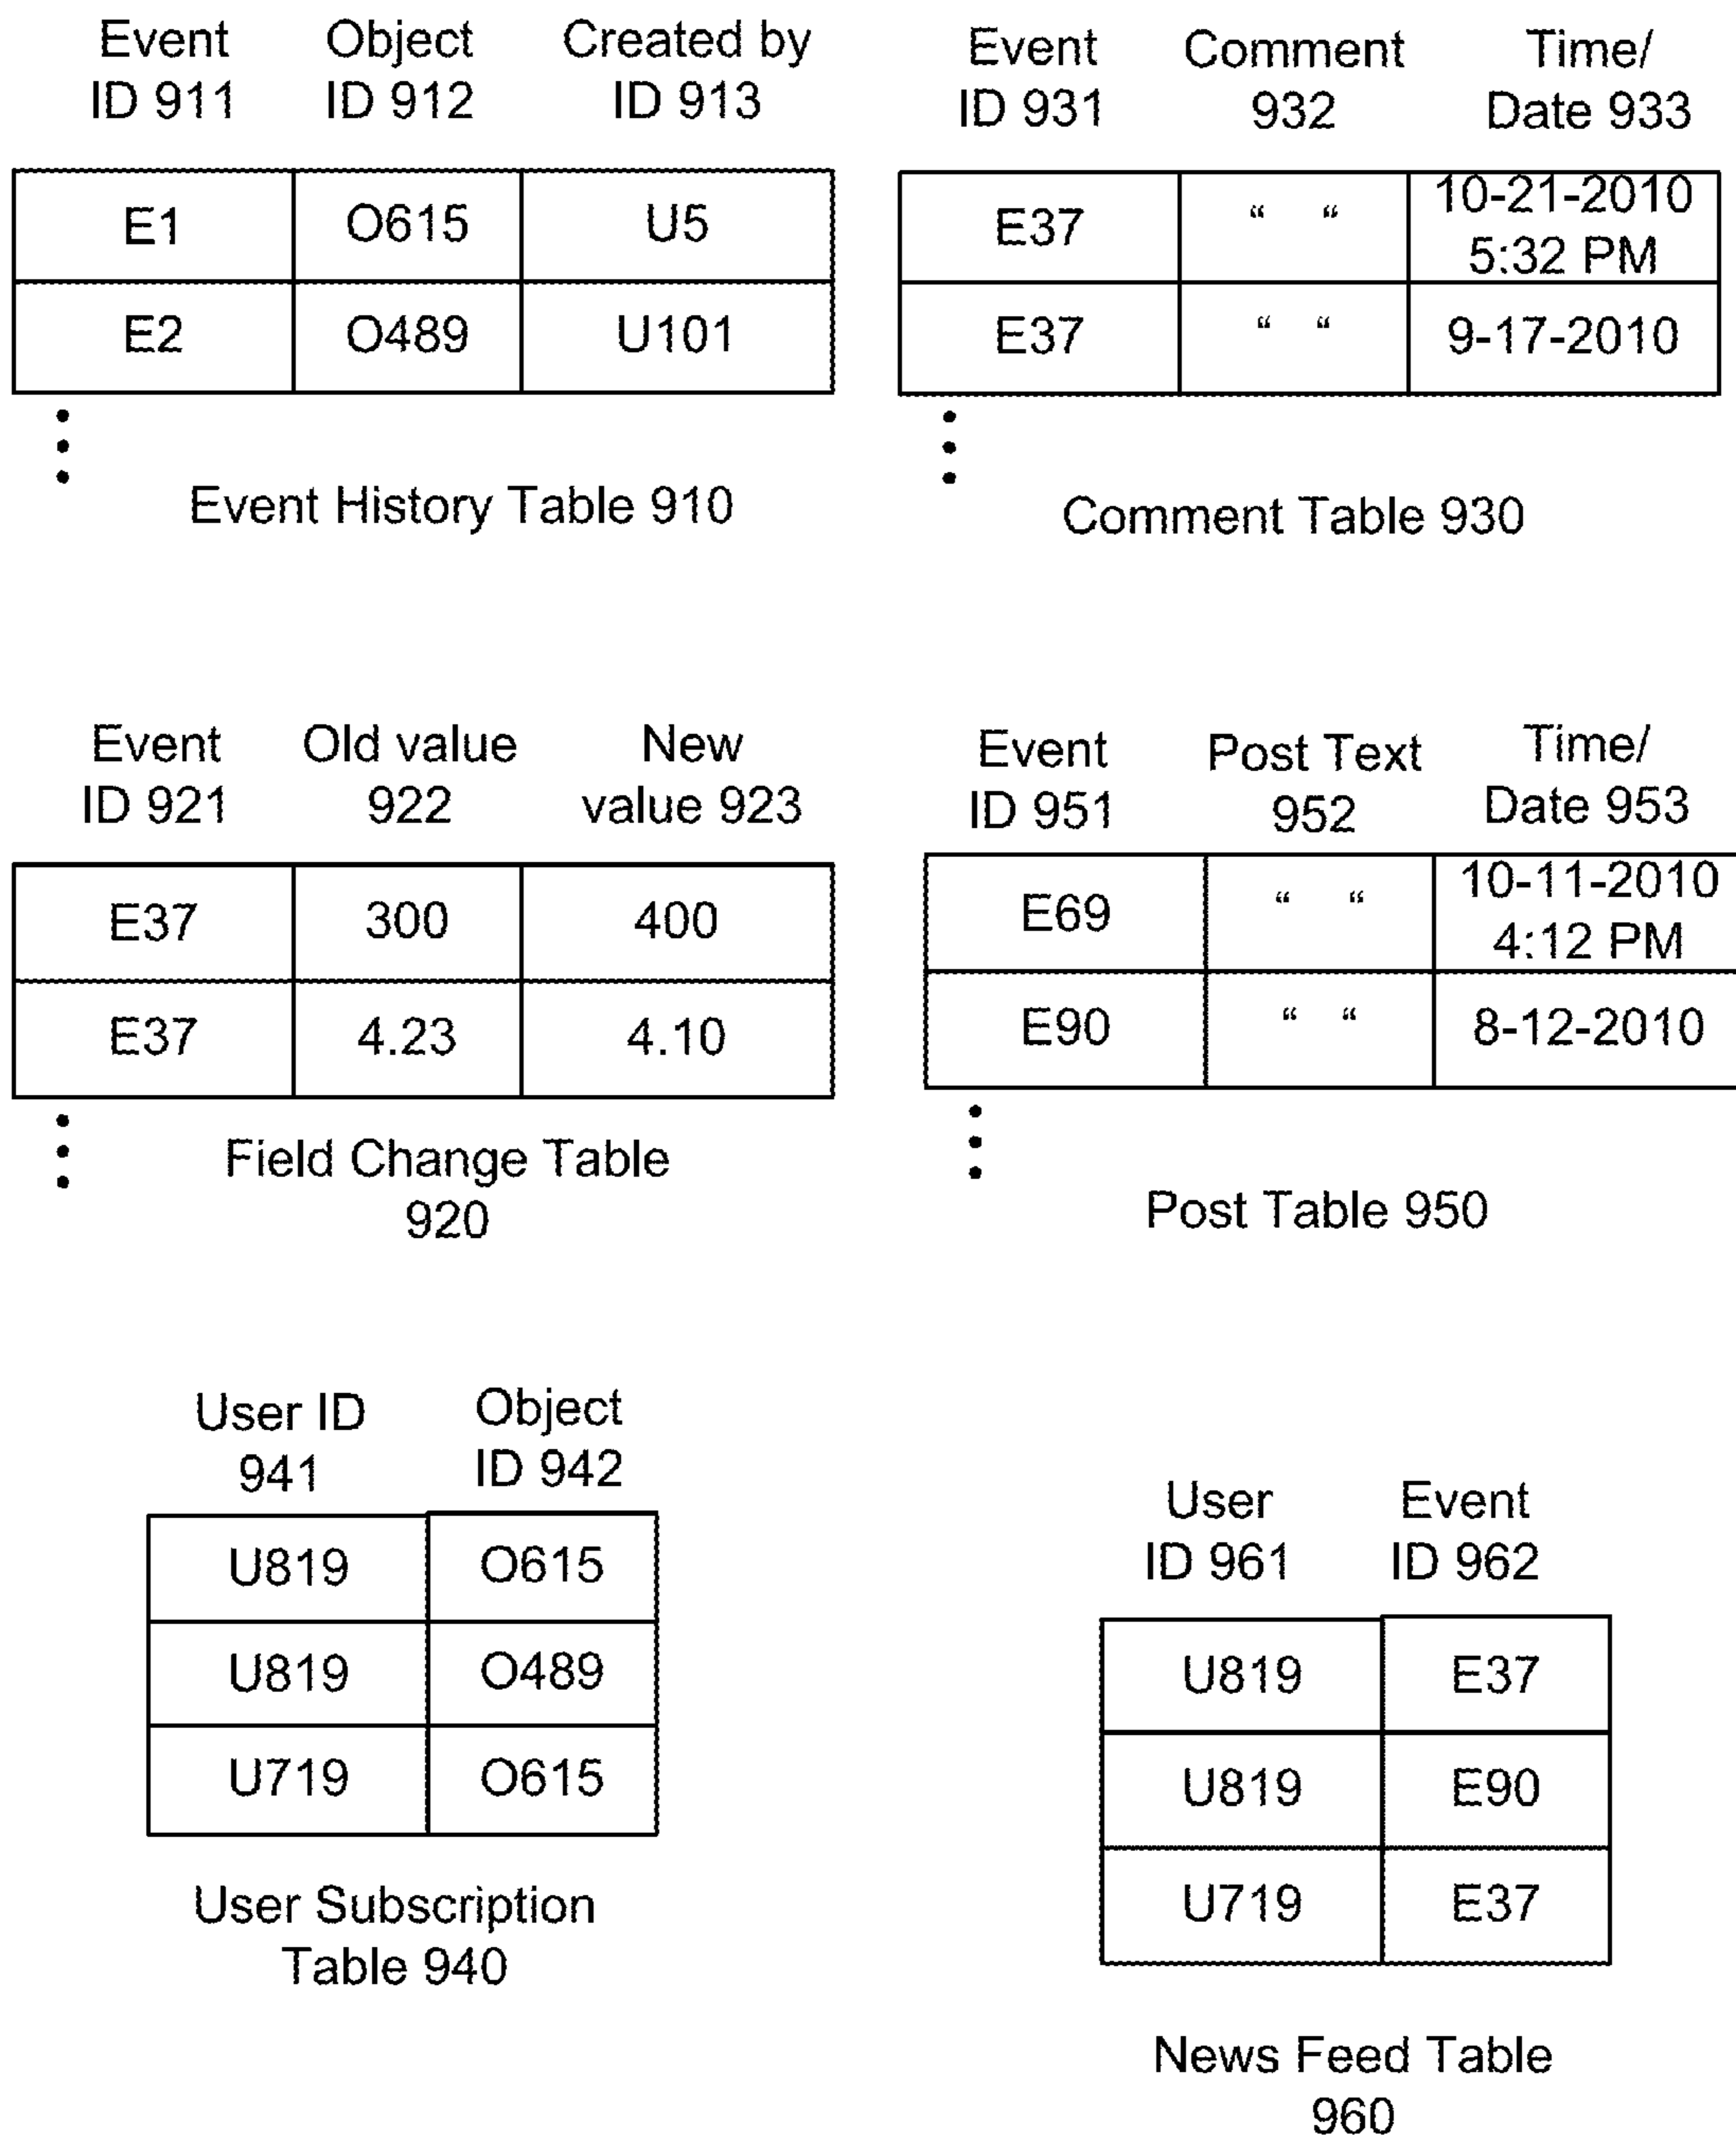 Event Object Created by
ID 911 ID 912 ID 913
E1 O615 U5
E2 O489 U101
Event History Table 910
Event Comment Time/
ID 931 932 Date 933
E37 “ “ 10-21-2010
5:32 PM
E37 “ “ 9-17-2010
Comment Table 930
Event Old value New
ID 921 922 value 923
E37 300 400
E37 4.23 4.10
Field Change Table
920
Event Post Text Time/
ID 951 952 Date 953
E69 “ “ 10-11-2010
4:12 PM
E90 “ “ 8-12-2010
Post Table 950
User ID Object
941 ID 942
U819 O615
U819 O489
U719 O615
User Subscription
Table 940
User Event
ID 961 ID 962
U819 E37
U819 E90
U719 E37
News Feed Table
960